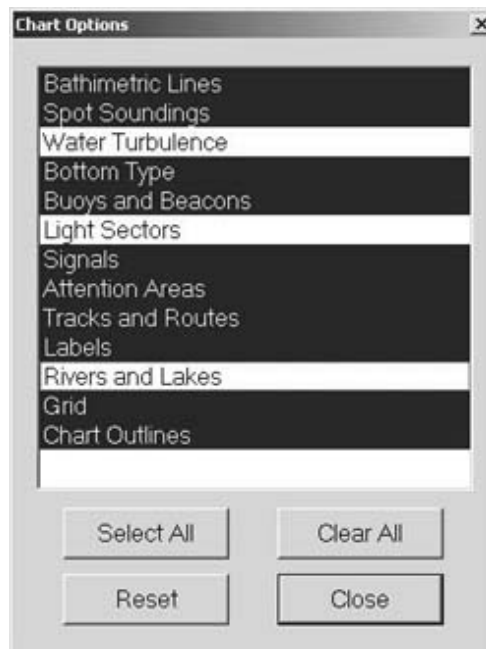 Chart Options
Bathimetric Lines
Spot Soundings
Water Turbulence
Bottom Type
Buoys and Beacons
Light Sectors
Signals
Attention Areas
Tracks and Routes
Labels
Rivers and Lakes
Grid
Chart Outlines
Select All
Clear All
Reset
Close